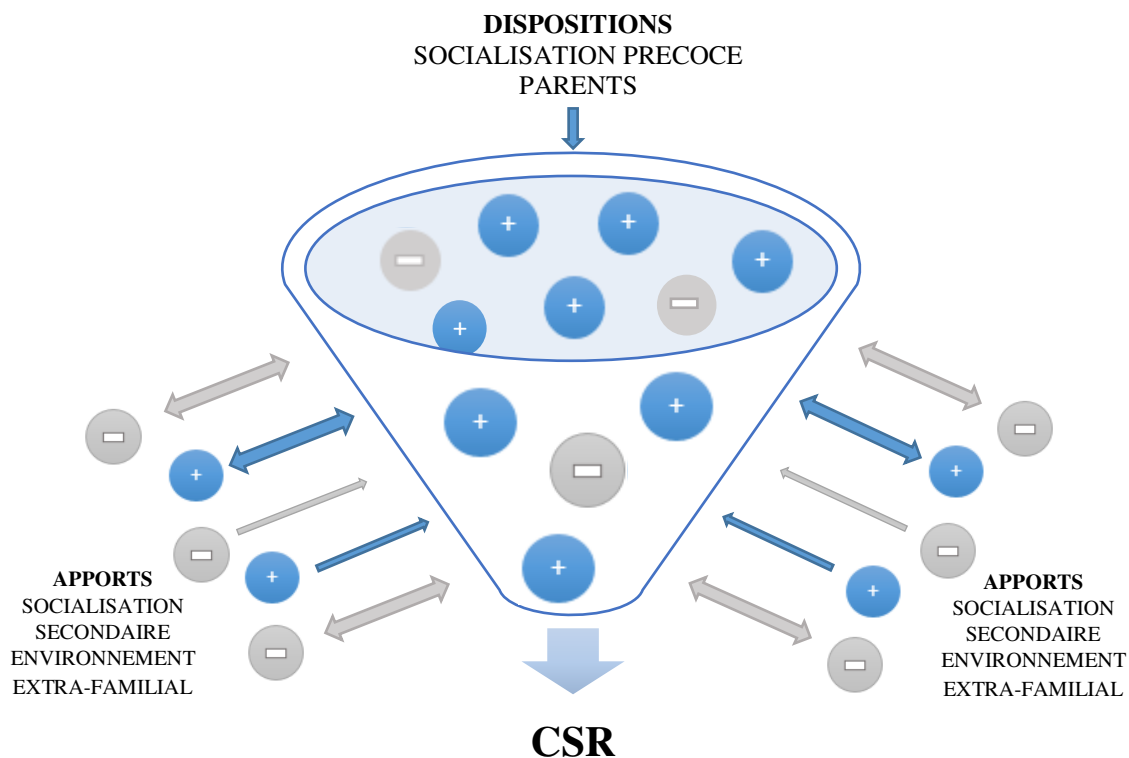 DISPOSITIONS
SOCIALISATION PRECOCE
PARENTS
+
+
+
+
+
+
+
+
+
+
+
+
APPORTS
SOCIALISATION
SECONDAIRE
ENVIRONNEMENT
EXTRA-FAMILIAL
+
APPORTS
SOCIALISATION
SECONDAIRE
ENVIRONNEMENT
EXTRA-FAMILIAL
CSR